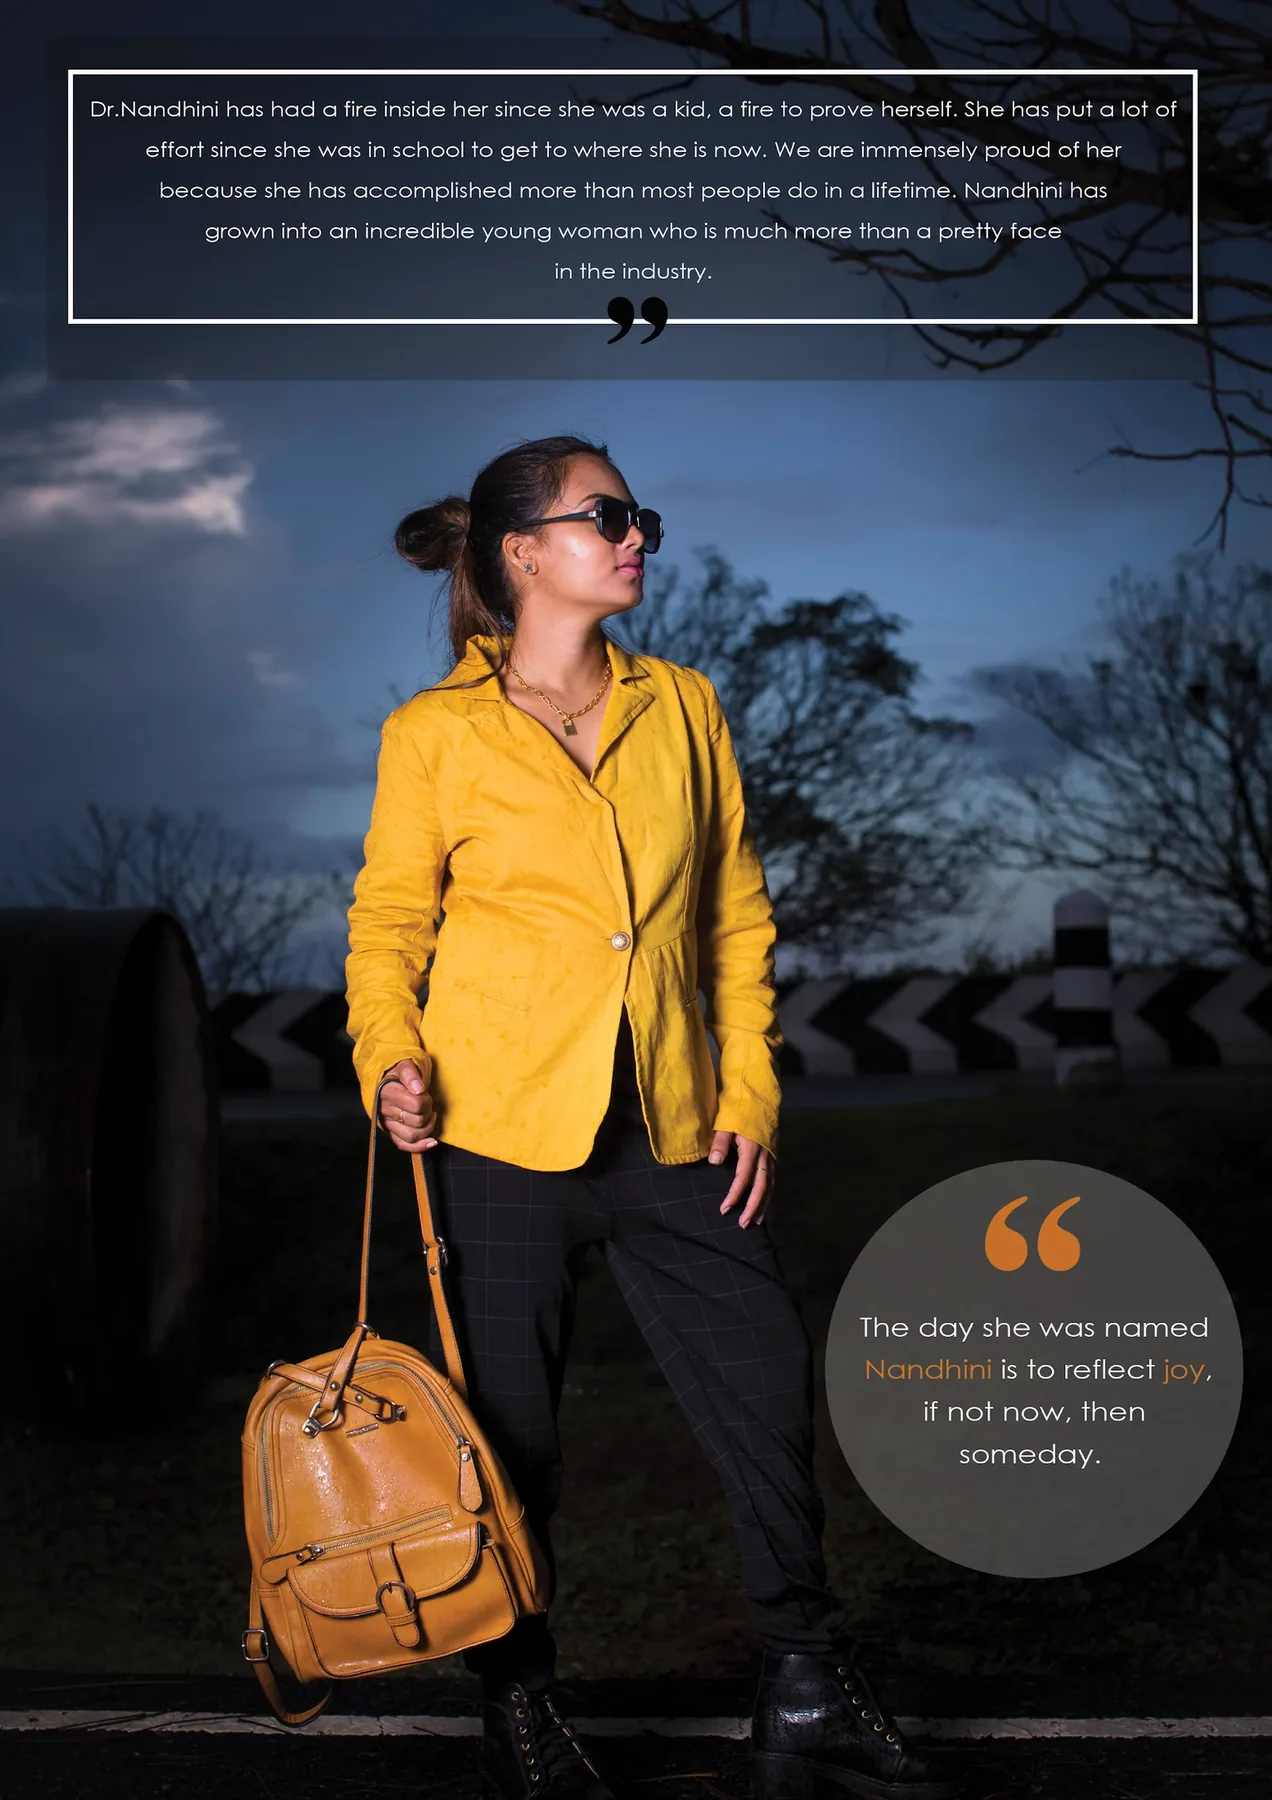 Dr.Nandhini has had a fire inside her since she was a kid, a fire to prove herself. She has put a lot of
effort since she was in school to get to where she is now. We are immensely proud of her
because she has accomplished more than most people do in a lifetime. Nandhini has
grown into an incredible young woman who is much more than a pretty face
in the industry.
”
“
The day she was named
Nandhini is to reflect joy,
if not now, then
someday.